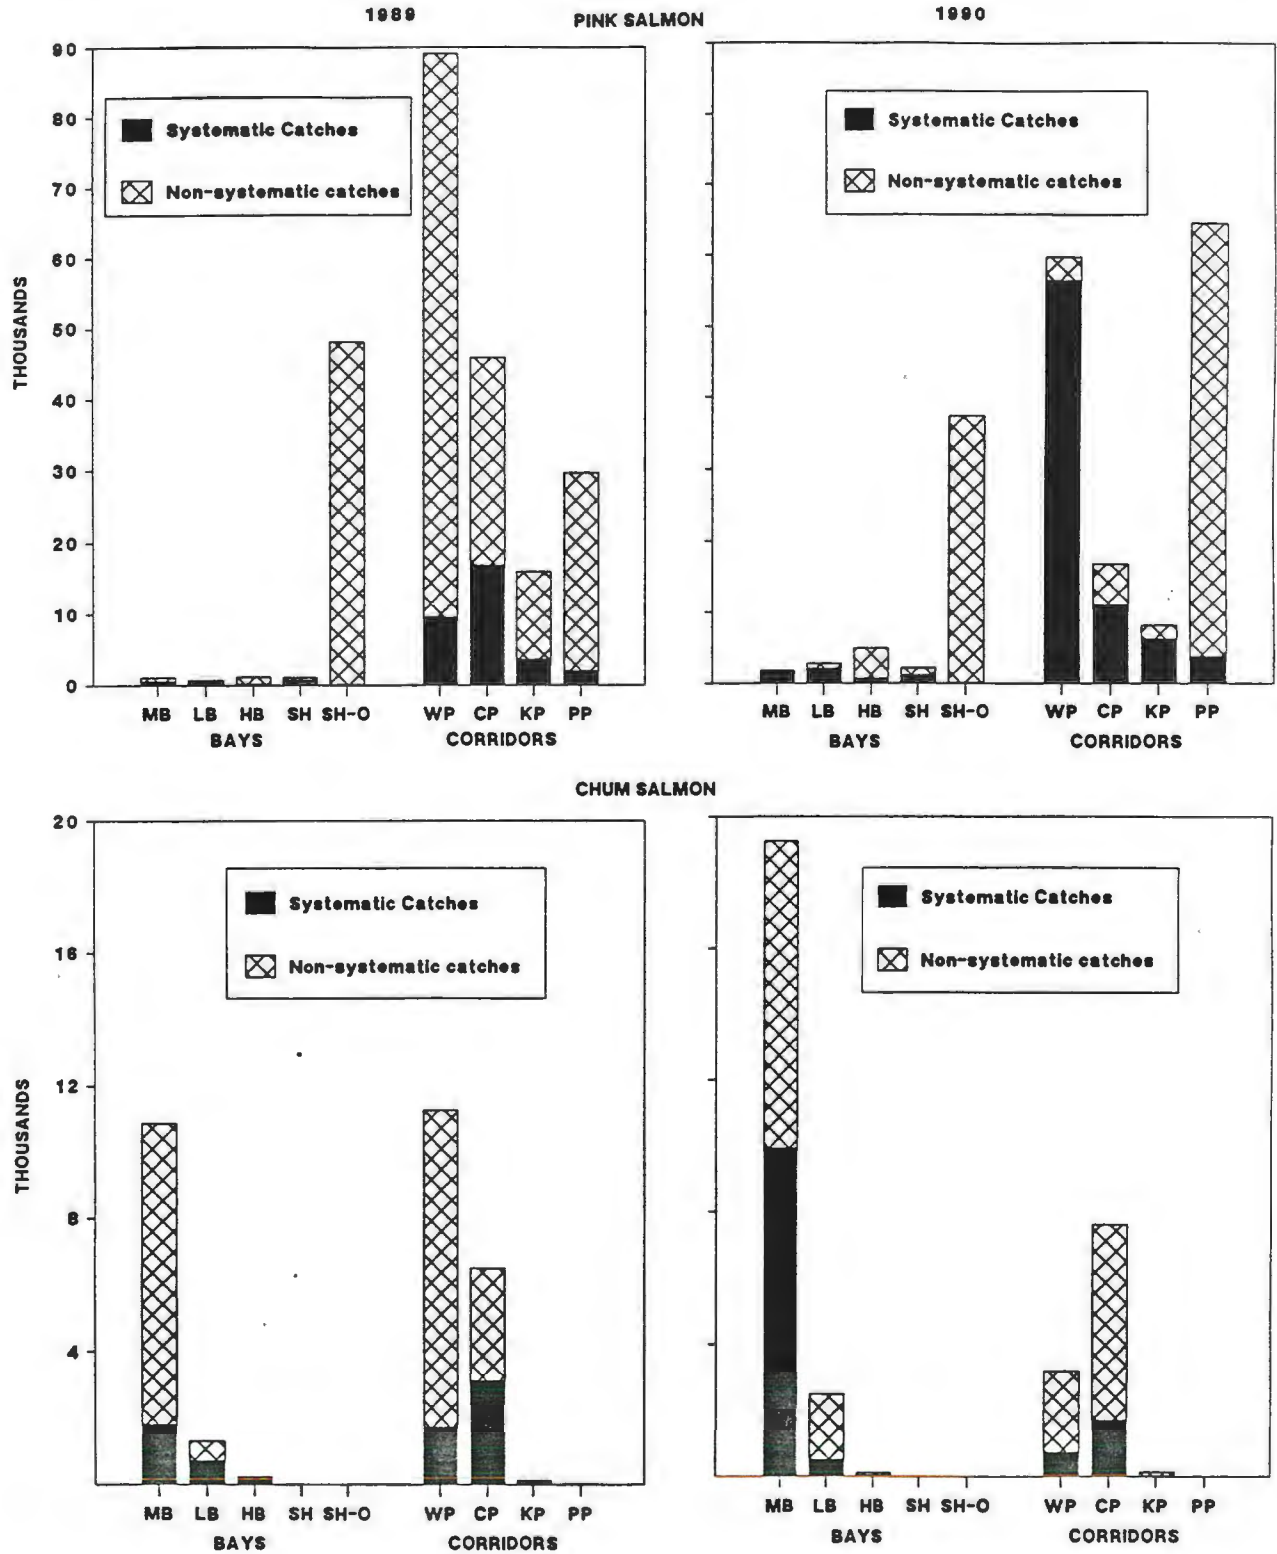 1989
PINK SALMON
1990
90
80
70
60
50
40
30
20
10
0
THOUSANDS
Systematic Catches
Non-systematic catches
MB LB HB SH SH-O WP CP KP PP
BAYS CORRIDORS
Systematic Catches
Non-systematic catches
MB LB HB SH SH-O WP CP KP PP
BAYS CORRIDORS
CHUM SALMON
20
16
12
8
4
THOUSANDS
Systematic Catches
Non-systematic catches
MB LB HB SH SH-O WP CP KP PP
BAYS CORRIDORS
Systematic Catches
Non-systematic catches
MB LB HB SH SH-O WP CP KP PP
BAYS CORRIDORS